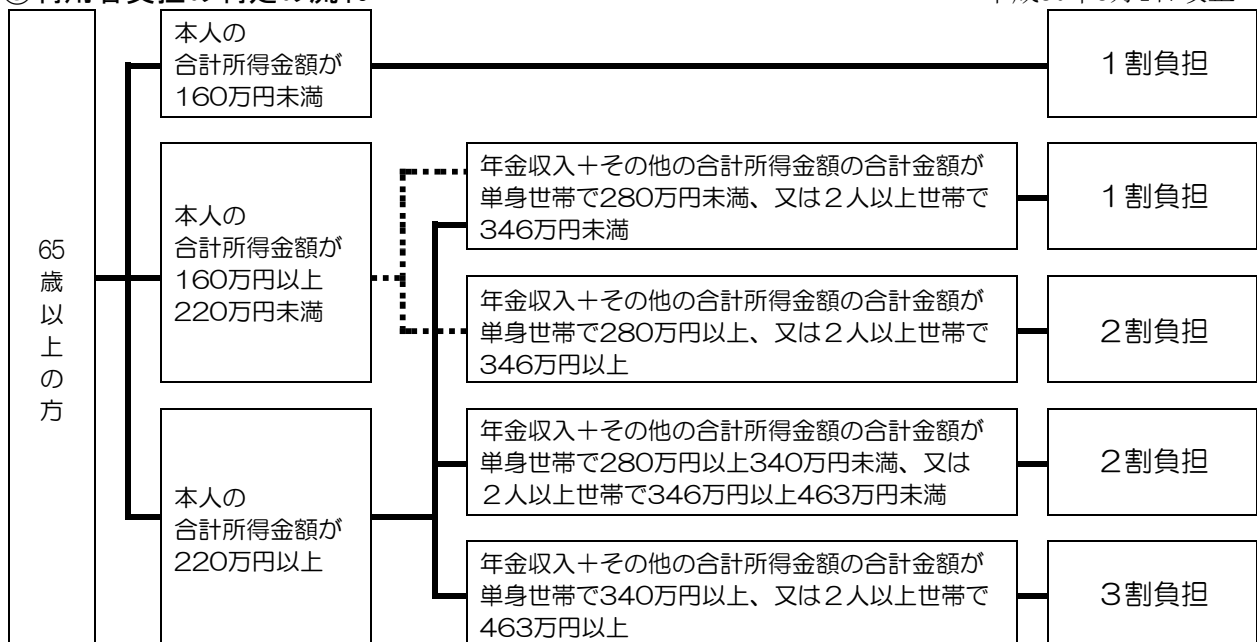 65
歳
以
上
の
方
本人の
合計所得金額が
160万円未満
1割負担
本人の
合計所得金額が
160万円以上
220万円未満
年金収入+その他の合計所得金額の合計金額が
単身世帯で280万円未満、又は2人以上世帯で
346万円未満
1割負担
年金収入+その他の合計所得金額の合計金額が
単身世帯で280万円以上、又は2人以上世帯で
346万円以上
2割負担
本人の
合計所得金額が
220万円以上
年金収入+その他の合計所得金額の合計金額が
単身世帯で280万円以上340万円未満、又は
2人以上世帯で346万円以上463万円未満
2割負担
年金収入+その他の合計所得金額の合計金額が
単身世帯で340万円以上、又は2人以上世帯で
463万円以上
3割負担